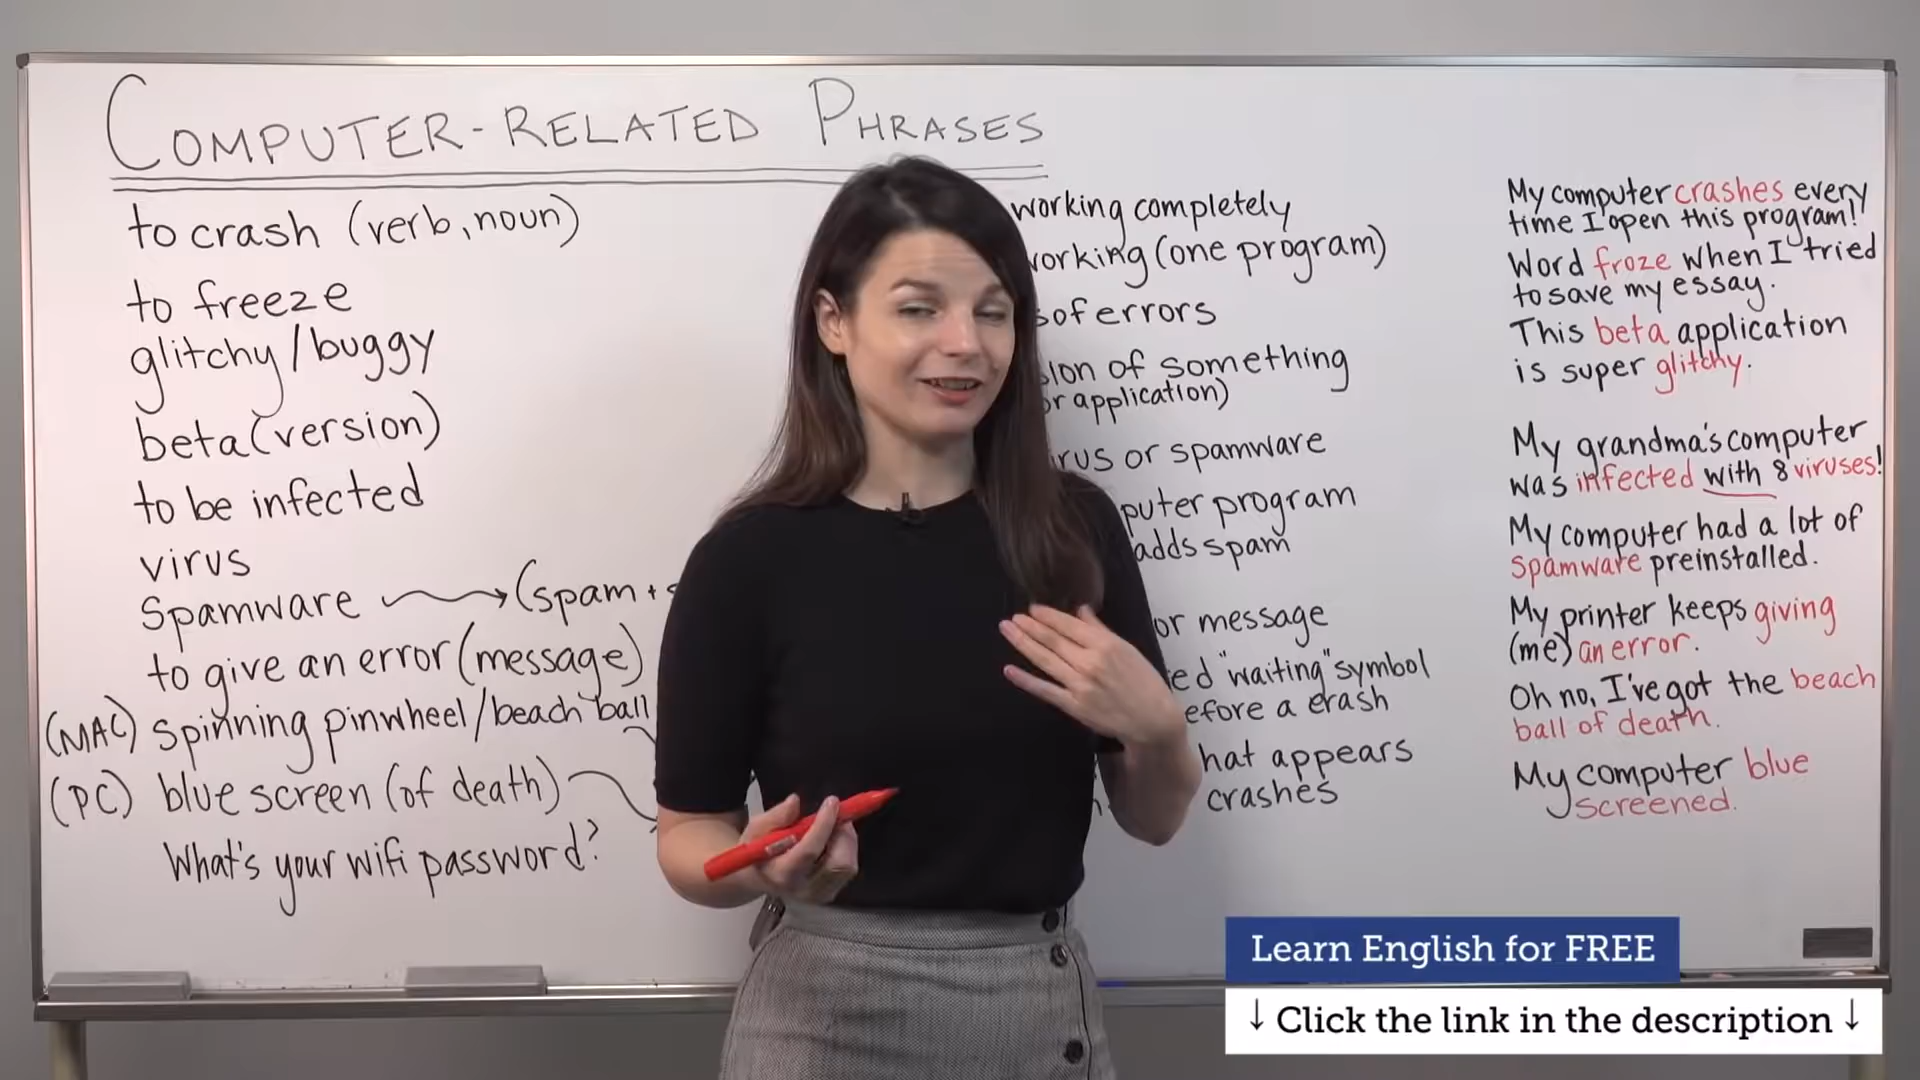 COMPUTER-RELATED PHRASES
to crash (verb, noun)
to freeze
glitchy/buggy
beta (version)
to be infected
virus
Spamware → (spam +
to give an error (message)
(MAC) spinning pinwheel/beach ball
(PC) blue screen (of death)
What's your wifi password?
working completely
working (one program)
of errors
of something
application)
or spamware
program
adds spam
message
"waiting" symbol
before a crash
that appears
crashes
My computer crashes every
time I open this program!!
Word froze when I tried
to save my essay.
This beta application
is super glitchy.
My grandma's computer
was infected with 8 viruses!
My computer had a lot of
spamware preinstalled.
My printer keeps giving
(me) an error.
Oh no, I've got the beach
ball of death.
My computer blue
screened.
Learn English for FREE
↓ Click the link in the description ↓